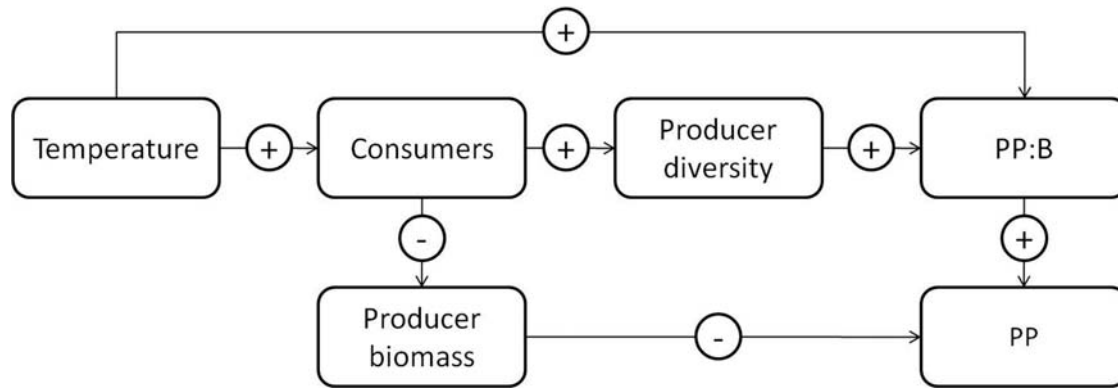 +
Temperature
+
Consumers
+
Producer
diversity
+
PP:B
-
+
Producer
biomass
-
PP